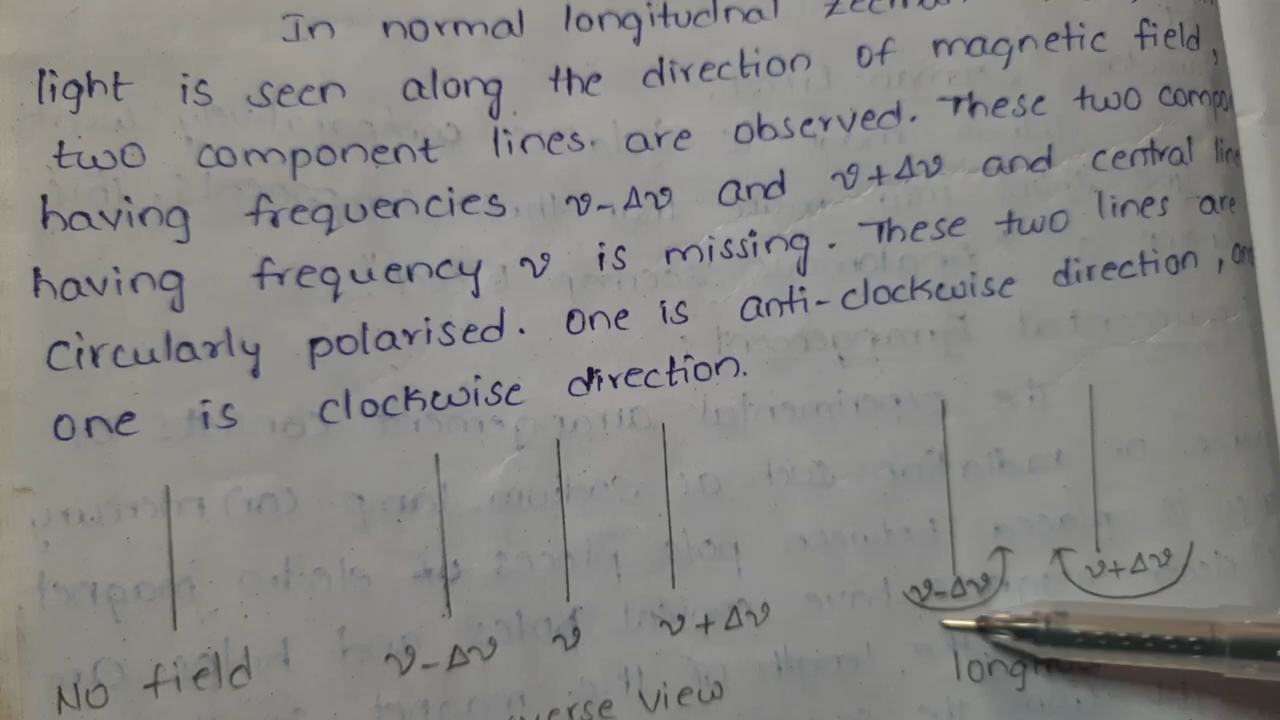 In normal longitudnal
light is seen along the direction of magnetic field,
two component lines. are observed. These two
having frequencies ν-Δν and ν+Δν and central
having frequency ν is missing. These two lines are
circularly polarised. one is anti-clockwise direction,
one is clockwise direction.
ν-Δν ν+Δν
ν-Δν ν ν+Δν
No field
view